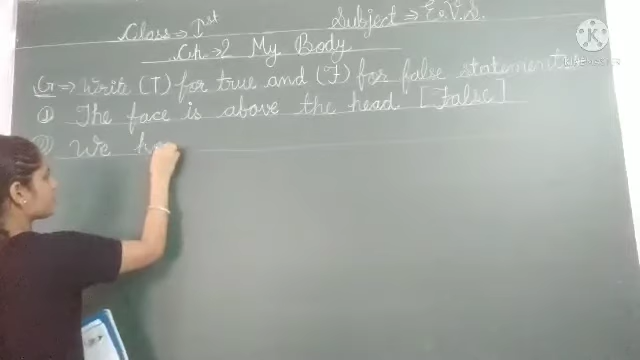 Class → Ist Subject ⇒ E.V.S.
Ch-2 My Body
G ⇒ Write (T) for true and (F) for false statements
① The face is above the head [False]
② We ha